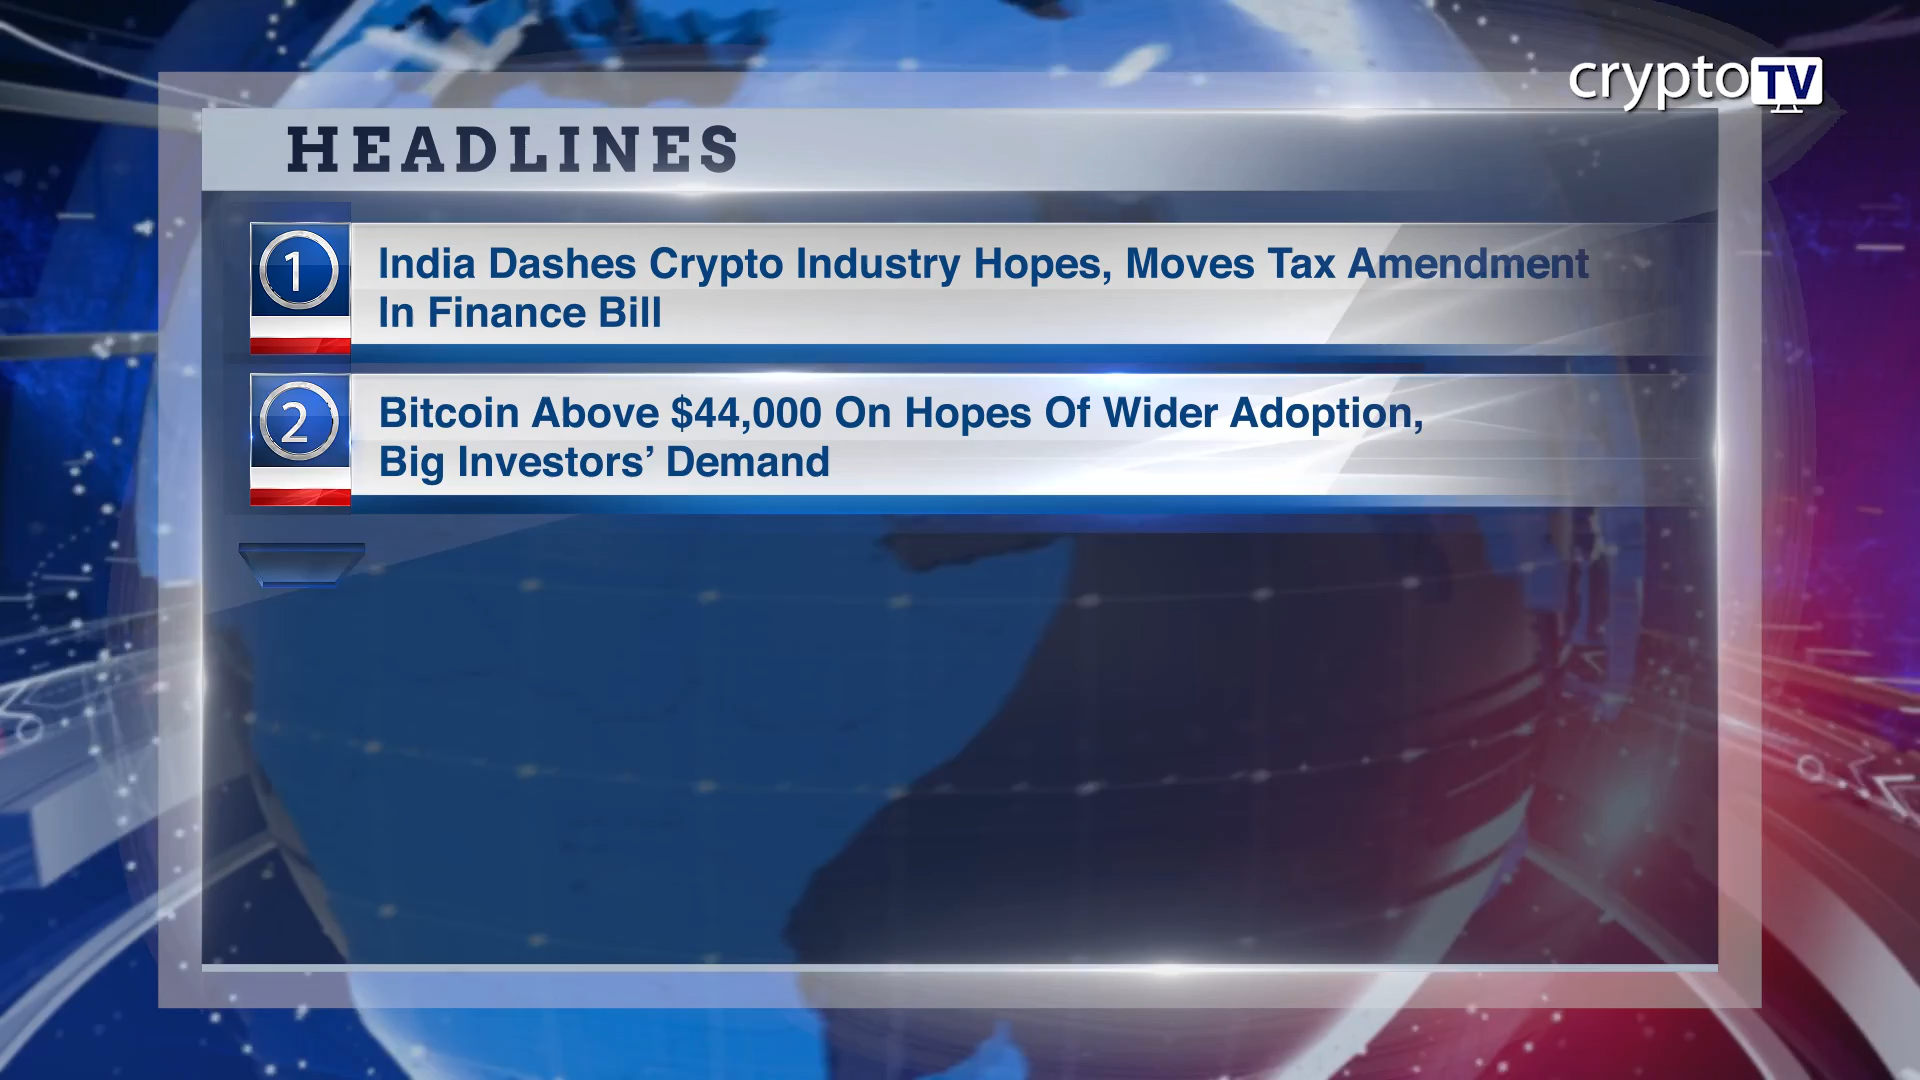 cryptoTV
HEADLINES
1
India Dashes Crypto Industry Hopes, Moves Tax Amendment
In Finance Bill
2
Bitcoin Above $44,000 On Hopes Of Wider Adoption,
Big Investors’ Demand